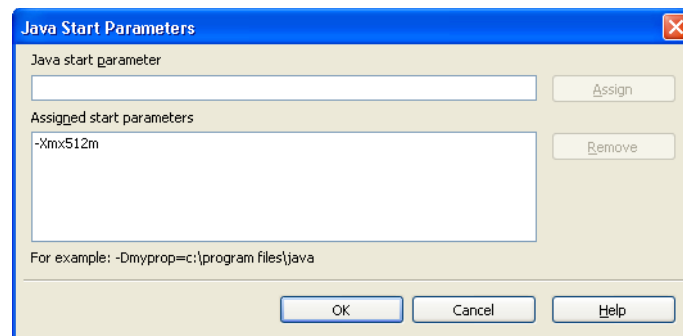 Java Start Parameters
Java start parameter
Assign
Assigned start parameters
-Xmx512m
Remove
For example: -Dmyprop=c:\program files\java
OK
Cancel
Help